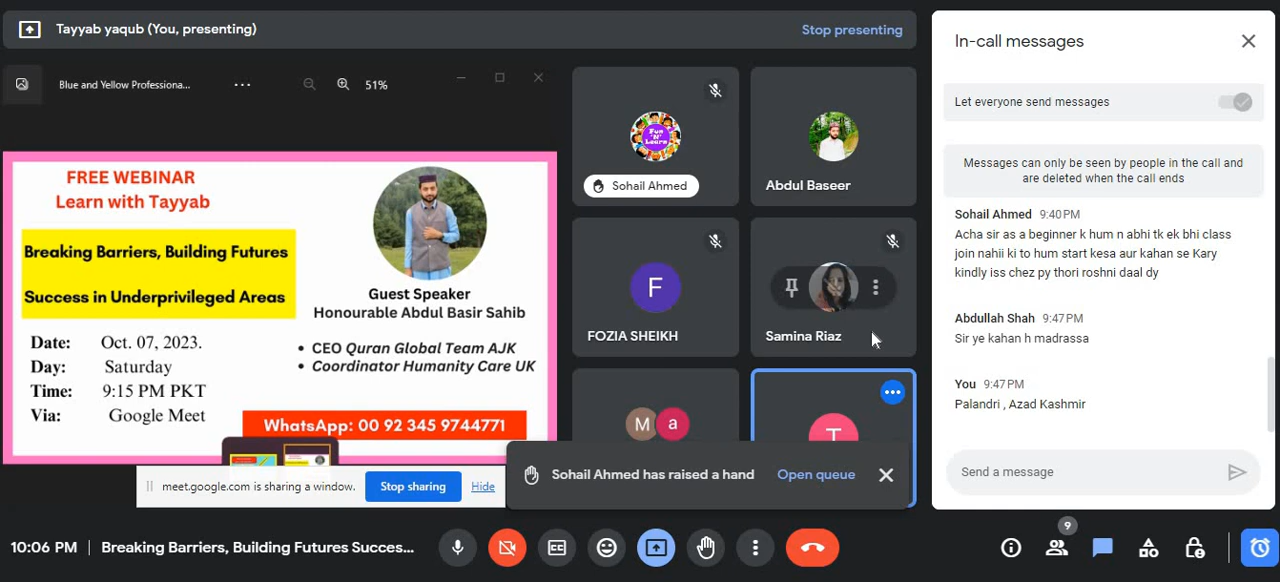 Tayyab yaqub (You, presenting)
Stop presenting
Blue and Yellow Professiona...
51%
FREE WEBINAR
Learn with Tayyab
Breaking Barriers, Building Futures
Success in Underprivileged Areas
Date: Oct. 07, 2023.
Day: Saturday
Time: 9:15 PM PKT
Via: Google Meet
Guest Speaker
Honourable Abdul Basir Sahib
• CEO Quran Global Team AJK
• Coordinator Humanity Care UK
WhatsApp: 00 92 345 9744771
meet.google.com is sharing a window.
Stop sharing
Hide
Fun
'N'
Learn
Sohail Ahmed
Abdul Baseer
F
FOZIA SHEIKH
Samina Riaz
M
a
T
Sohail Ahmed has raised a hand
Open queue
In-call messages
Let everyone send messages
Messages can only be seen by people in the call and
are deleted when the call ends
Sohail Ahmed 9:40 PM
Acha sir as a beginner k hum n abhi tk ek bhi class
join nahii ki to hum start kesa aur kahan se Kary
kindly iss chez py thori roshni daal dy
Abdullah Shah 9:47 PM
Sir ye kahan h madrassa
You 9:47 PM
Palandri , Azad Kashmir
Send a message
10:06 PM | Breaking Barriers, Building Futures Succes...
9